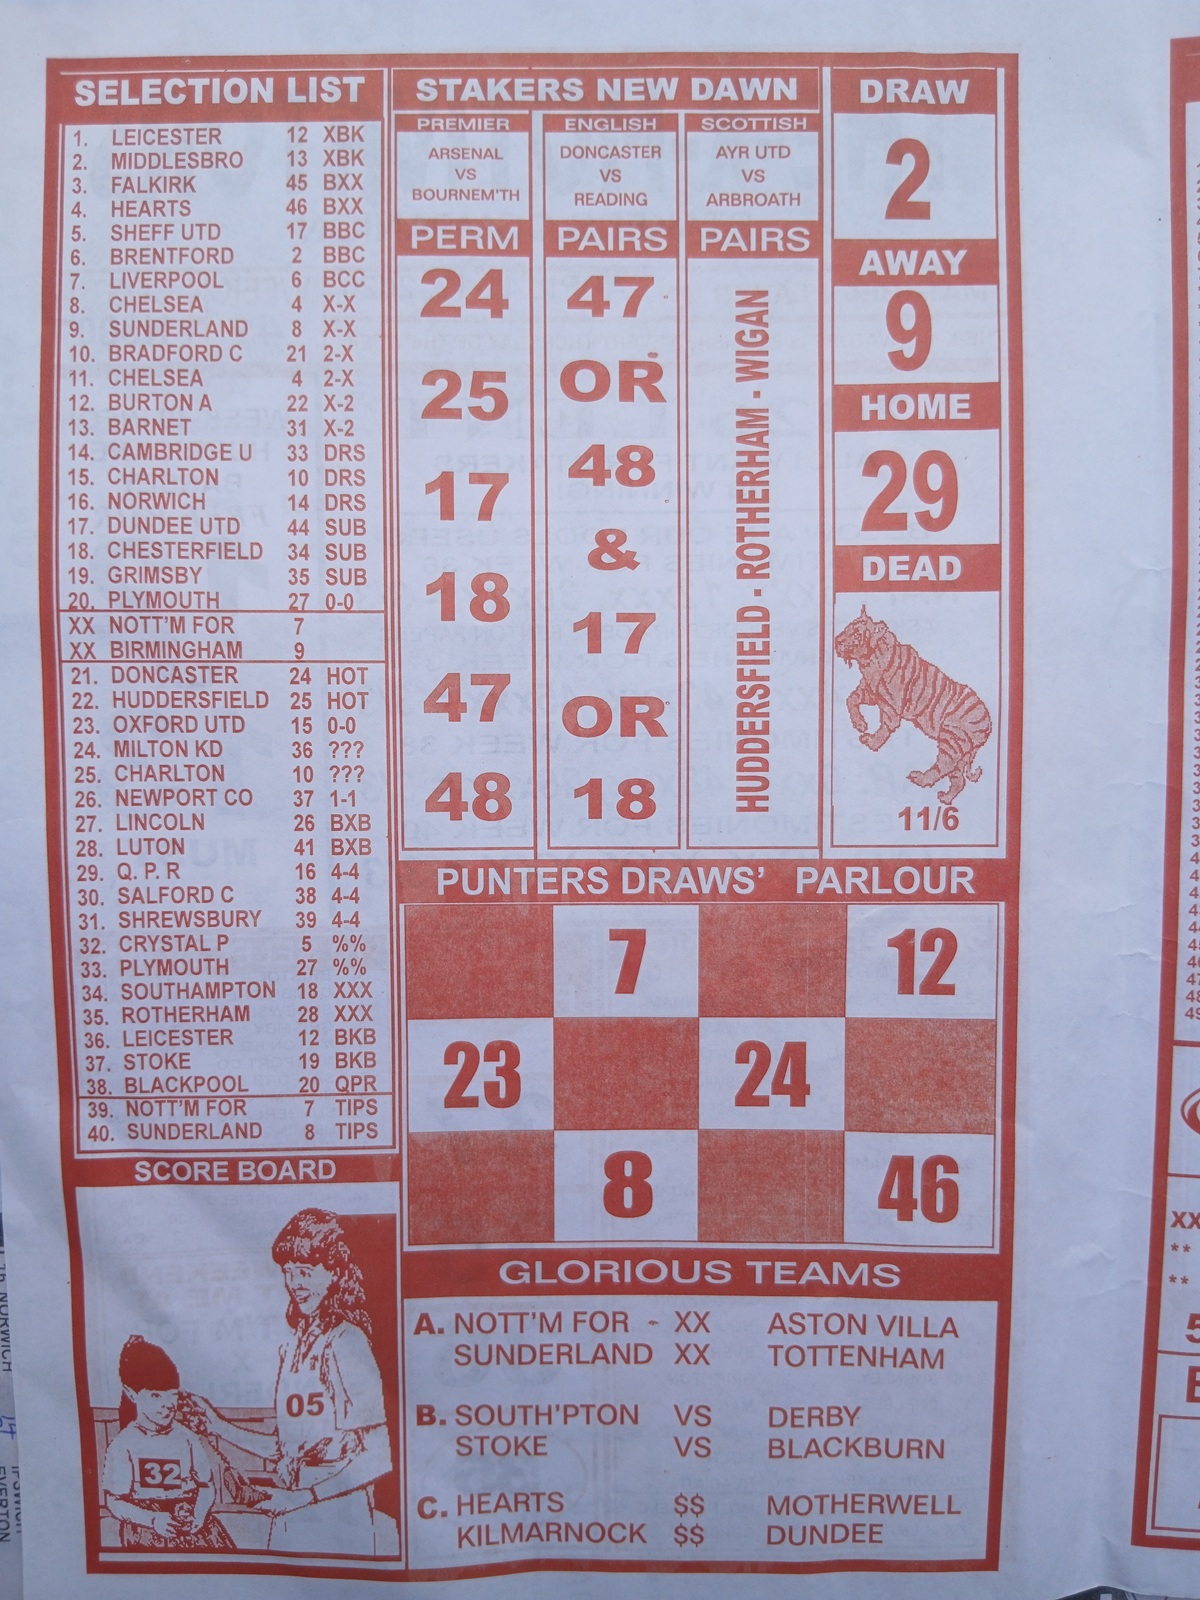 SELECTION LIST
1. LEICESTER 12 XBK
2. MIDDLESBRO 13 XBK
3. FALKIRK 45 BXX
4. HEARTS 46 BXX
5. SHEFF UTD 17 BBC
6. BRENTFORD 2 BBC
7. LIVERPOOL 6 BCC
8. CHELSEA 4 X-X
9. SUNDERLAND 8 X-X
10. BRADFORD C 21 2-X
11. CHELSEA 4 2-X
12. BURTON A 22 X-2
13. BARNET 31 X-2
14. CAMBRIDGE U 33 DRS
15. CHARLTON 10 DRS
16. NORWICH 14 DRS
17. DUNDEE UTD 44 SUB
18. CHESTERFIELD 34 SUB
19. GRIMSBY 35 SUB
20. PLYMOUTH 27 0-0
XX NOTT'M FOR 7
XX BIRMINGHAM 9
21. DONCASTER 24 HOT
22. HUDDERSFIELD 25 HOT
23. OXFORD UTD 15 0-0
24. MILTON KD 36 ???
25. CHARLTON 10 ???
26. NEWPORT CO 37 1-1
27. LINCOLN 26 BXB
28. LUTON 41 BXB
29. Q. P. R 16 4-4
30. SALFORD C 38 4-4
31. SHREWSBURY 39 4-4
32. CRYSTAL P 5 %%
33. PLYMOUTH 27 %%
34. SOUTHAMPTON 18 XXX
35. ROTHERHAM 28 XXX
36. LEICESTER 12 BKB
37. STOKE 19 BKB
38. BLACKPOOL 20 QPR
39. NOTT'M FOR 7 TIPS
40. SUNDERLAND 8 TIPS
SCORE BOARD
05
32
STAKERS NEW DAWN
PREMIER
ARSENAL
VS
BOURNEM'TH
PERM
24
25
17
18
47
48
ENGLISH
DONCASTER
VS
READING
PAIRS
47
OR
48
&
17
OR
18
SCOTTISH
AYR UTD
VS
ARBROATH
PAIRS
HUDDERSFIELD - ROTHERHAM - WIGAN
DRAW
2
AWAY
9
HOME
29
DEAD
11/6
PUNTERS DRAWS' PARLOUR
7 12
23 24
8 46
GLORIOUS TEAMS
A. NOTT'M FOR - XX ASTON VILLA
SUNDERLAND XX TOTTENHAM
B. SOUTH'PTON VS DERBY
STOKE VS BLACKBURN
C. HEARTS $$ MOTHERWELL
KILMARNOCK $$ DUNDEE
XX
**
**
NORWICH
EVERTON